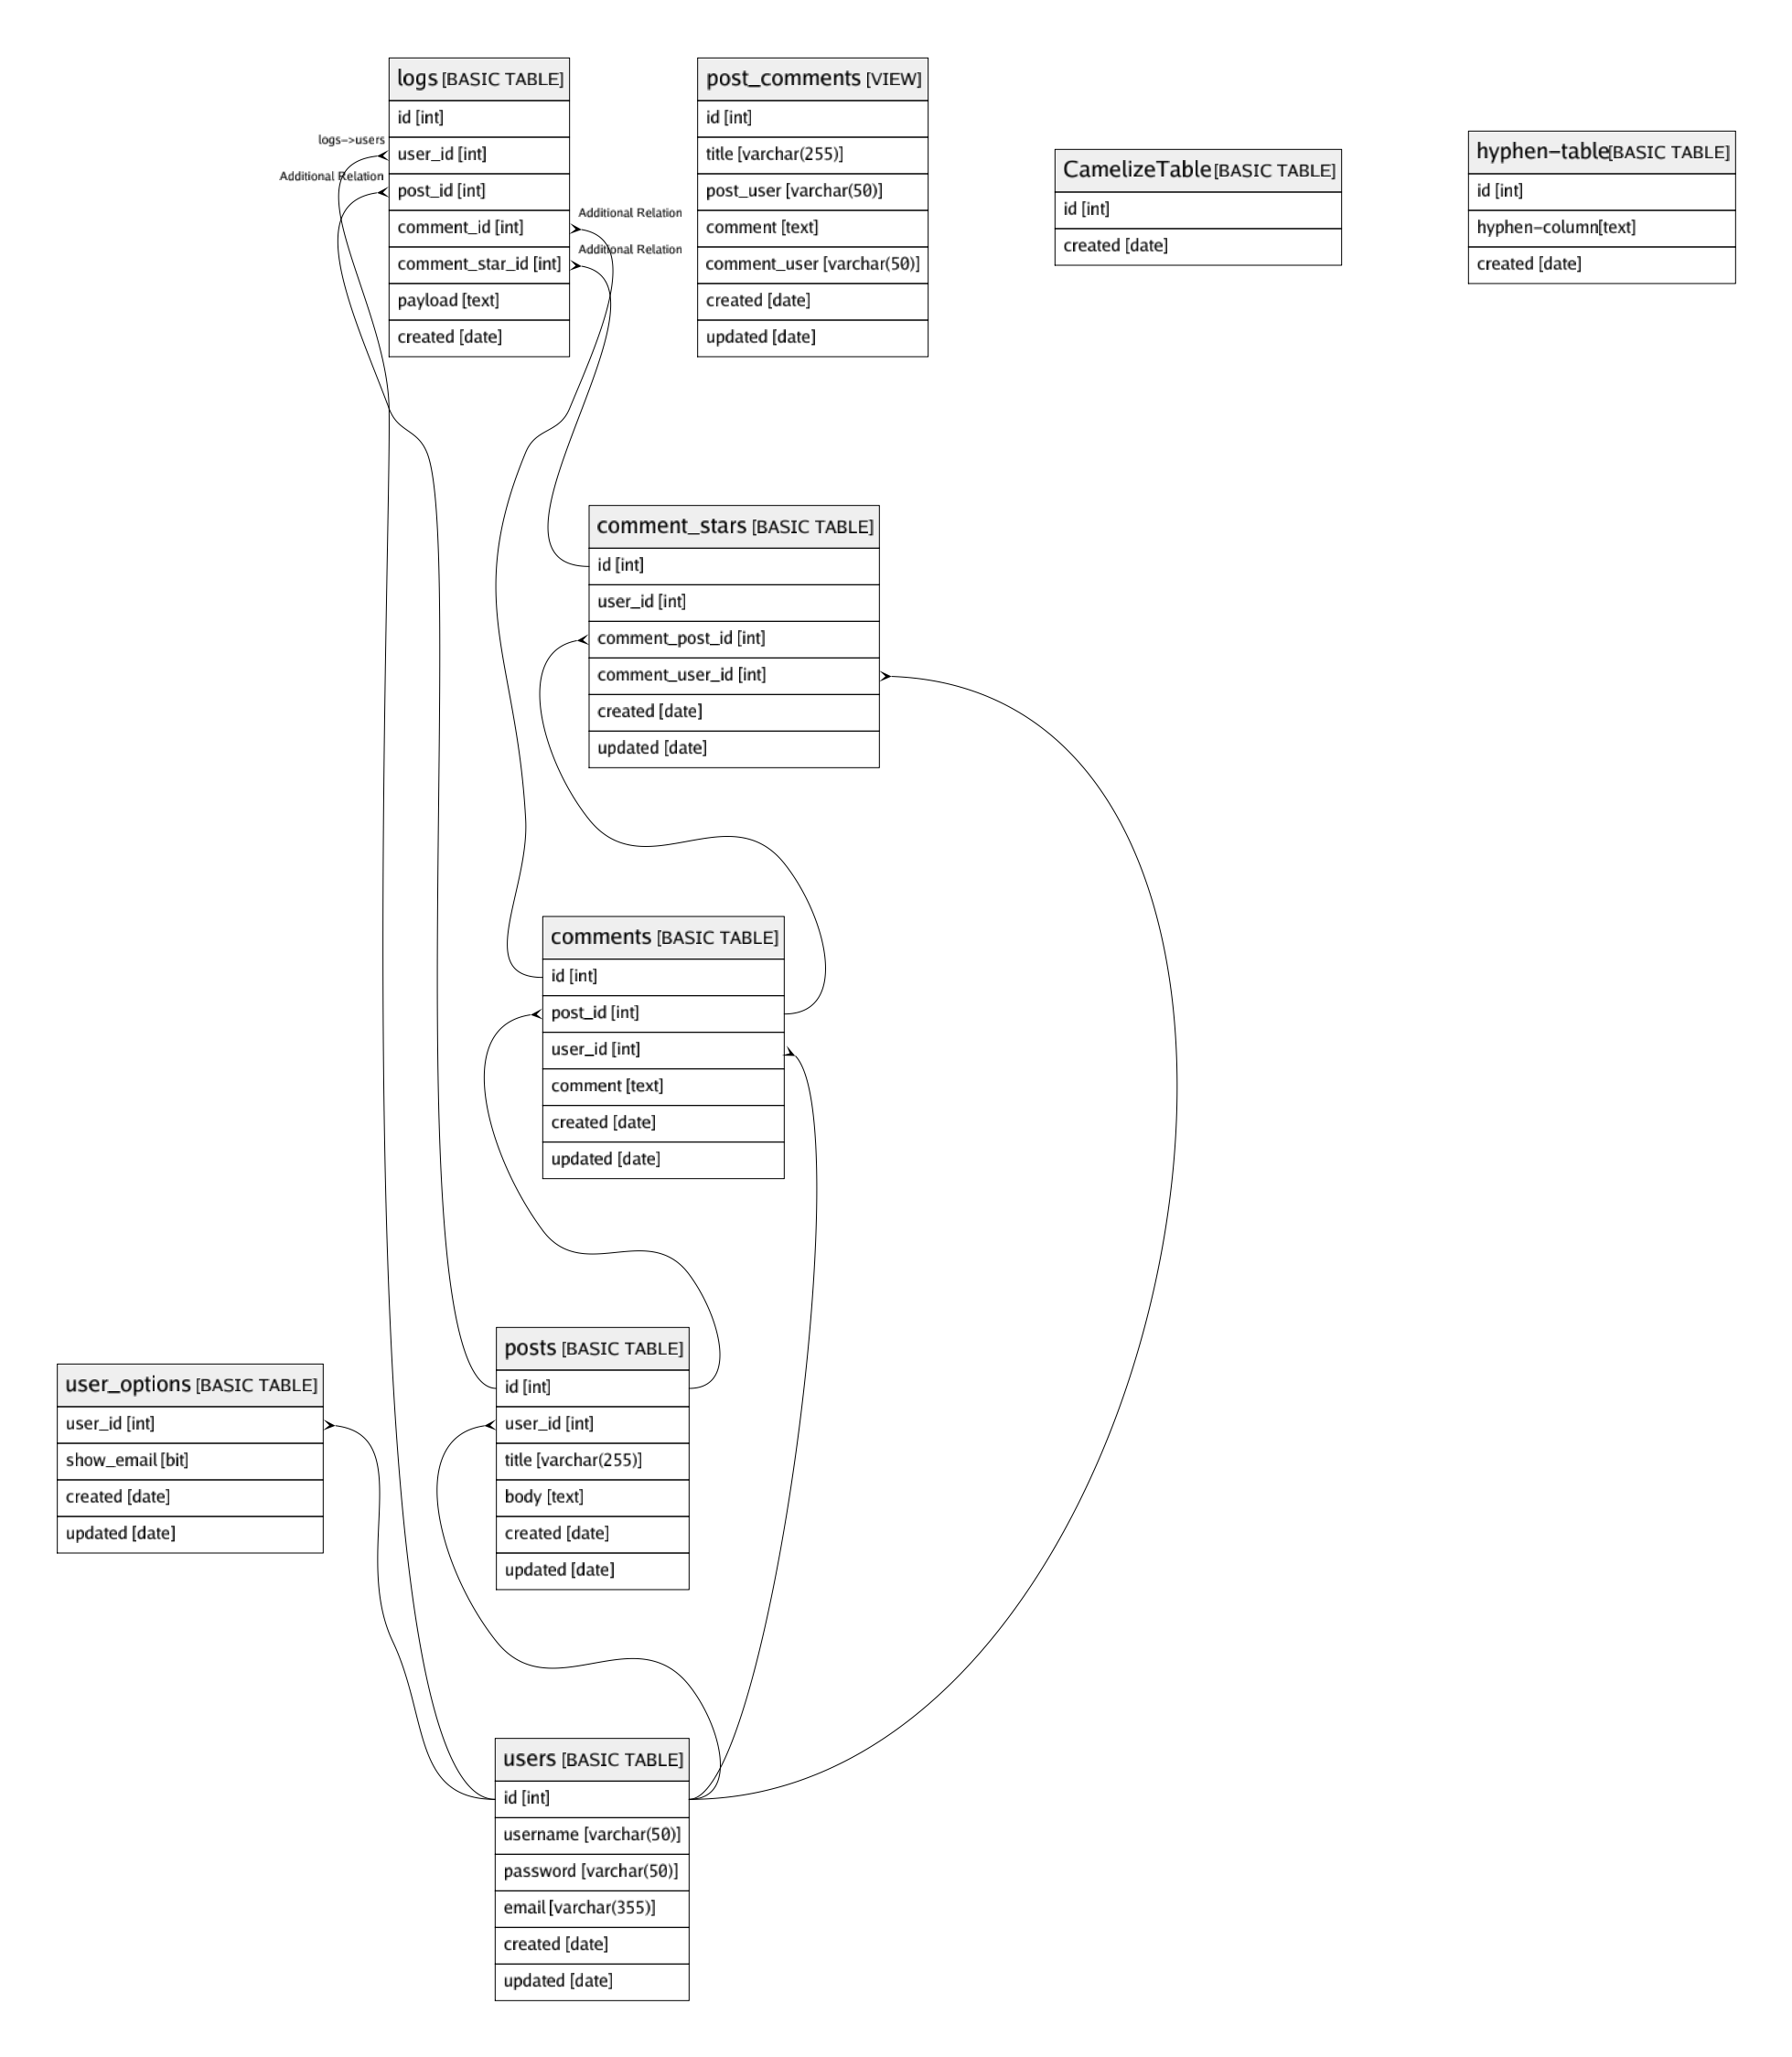 logs [BASIC TABLE]
id [int]
logs->users
user_id [int]
Additional Relation
post_id [int]
Additional Relation
comment_id [int]
Additional Relation
comment_star_id [int]
payload [text]
created [date]
post_comments [VIEW]
id [int]
title [varchar(255)]
post_user [varchar(50)]
comment [text]
comment_user [varchar(50)]
created [date]
updated [date]
CamelizeTable [BASIC TABLE]
id [int]
created [date]
hyphen-table [BASIC TABLE]
id [int]
hyphen-column [text]
created [date]
comment_stars [BASIC TABLE]
id [int]
user_id [int]
comment_post_id [int]
comment_user_id [int]
created [date]
updated [date]
comments [BASIC TABLE]
id [int]
post_id [int]
user_id [int]
comment [text]
created [date]
updated [date]
posts [BASIC TABLE]
id [int]
user_id [int]
title [varchar(255)]
body [text]
created [date]
updated [date]
user_options [BASIC TABLE]
user_id [int]
show_email [bit]
created [date]
updated [date]
users [BASIC TABLE]
id [int]
username [varchar(50)]
password [varchar(50)]
email [varchar(355)]
created [date]
updated [date]